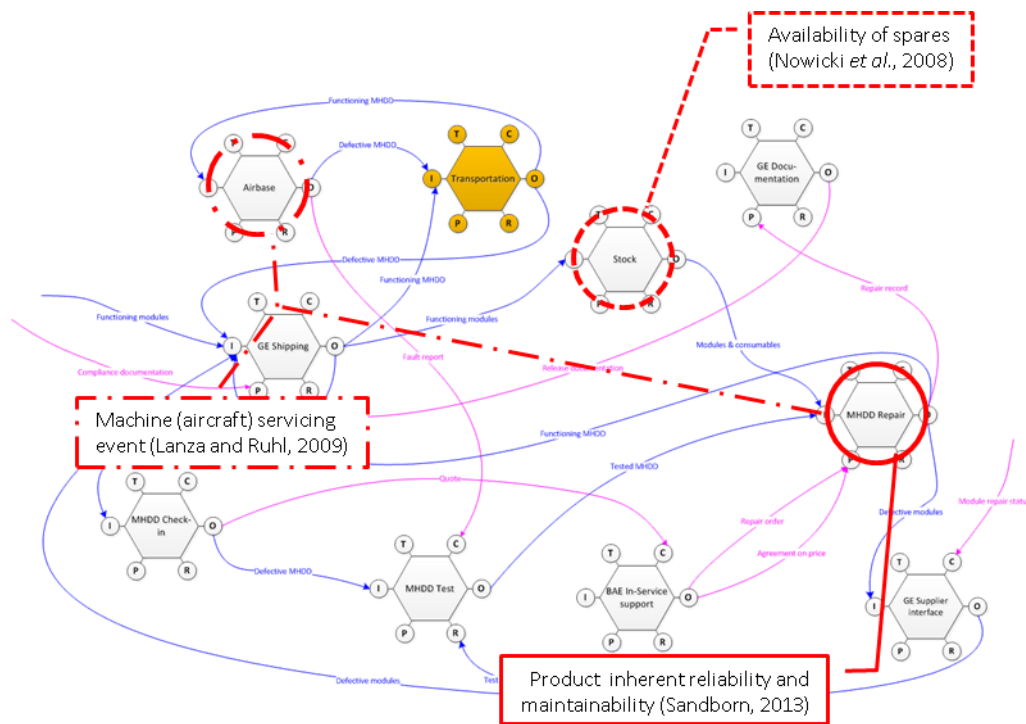 Availability of spares
(Nowicki et al., 2008)
Functioning MHDD
Defective MHDD
T
C
I
Airbase
O
P
R
T
C
I
Transportation
O
P
R
T
C
I
GE Docu-
mentation
O
P
R
T
C
I
Stock
O
P
R
Defective MHDD
Functioning MHDD
Repair record
Functioning modules
T
C
I
GE Shipping
O
P
R
Functioning modules
Modules & consumables
Fault report
Release documentation
Compliance documentation
T
C
MHDD Repair
O
P
R
Machine (aircraft) servicing
event (Lanza and Ruhl, 2009)
Functioning MHDD
Tested MHDD
Quote
Module repair statu
Defective modules
T
C
I
MHDD Check-
in
O
P
R
Repair order
Agreement on price
Defective MHDD
T
C
I
MHDD Test
O
P
R
T
C
I
BAE In-Service
support
O
P
R
T
C
I
GE Supplier
interface
O
P
R
Defective modules
Test
Product inherent reliability and
maintainability (Sandborn, 2013)